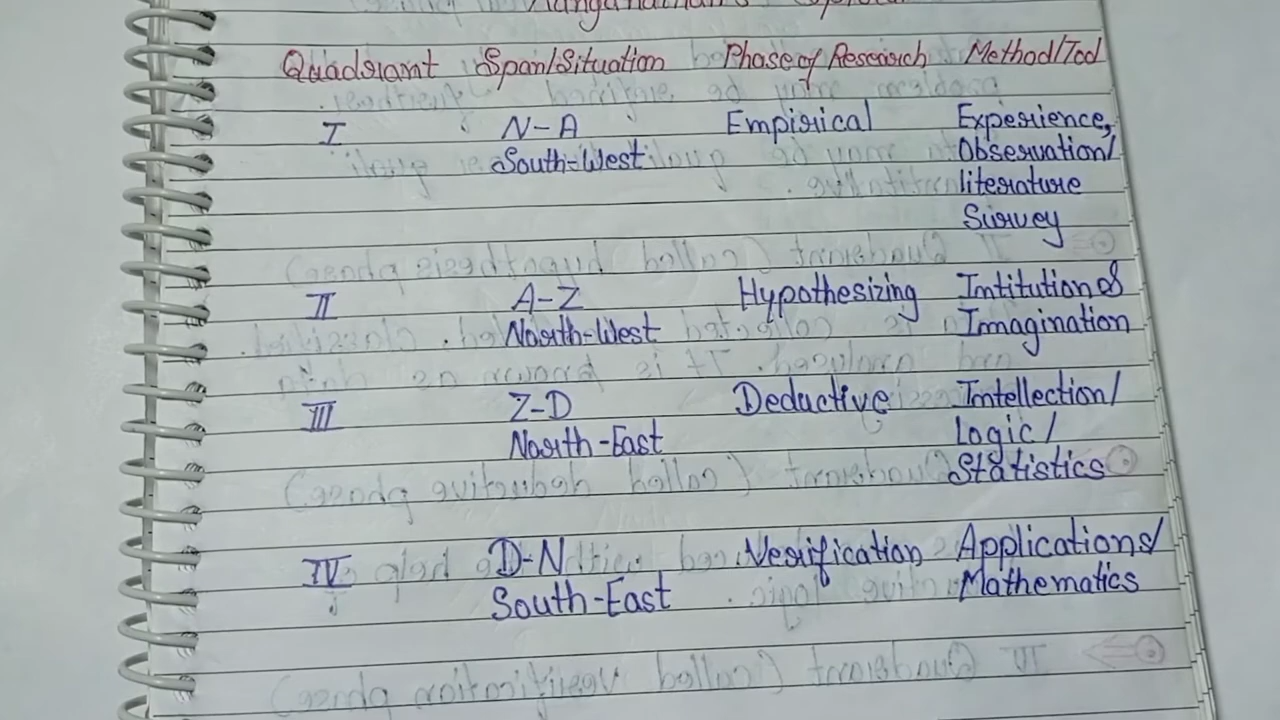 Quadrant Span/Situation Phase of Research Method/Tool
I N-A Empirical Experience,
South-West Observation/
literature
Survey
II A-Z Hypothesizing Intitution &
North-West Imagination
III Z-D Deductive Intellection/
North-East Logic/
Statistics
IV D-N Verification Applications/
South-East Mathematics